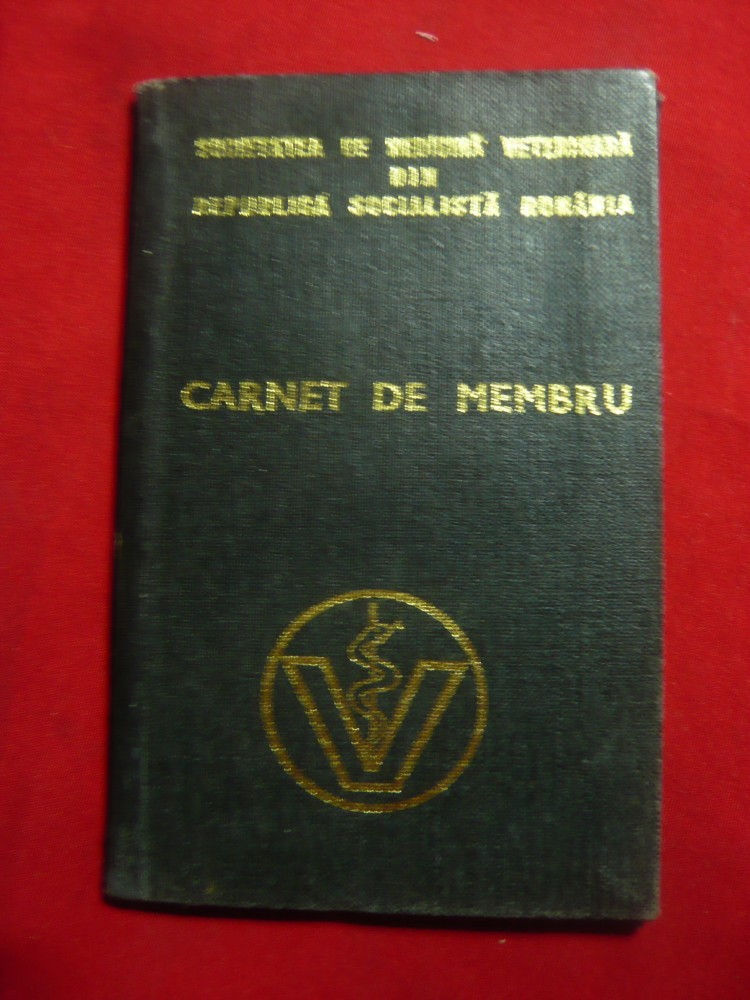 SOCIETATEA DE MEDICINĂ VETERINARĂ
DIN
REPUBLICA SOCIALISTĂ ROMÂNIA
CARNET DE MEMBRU
V